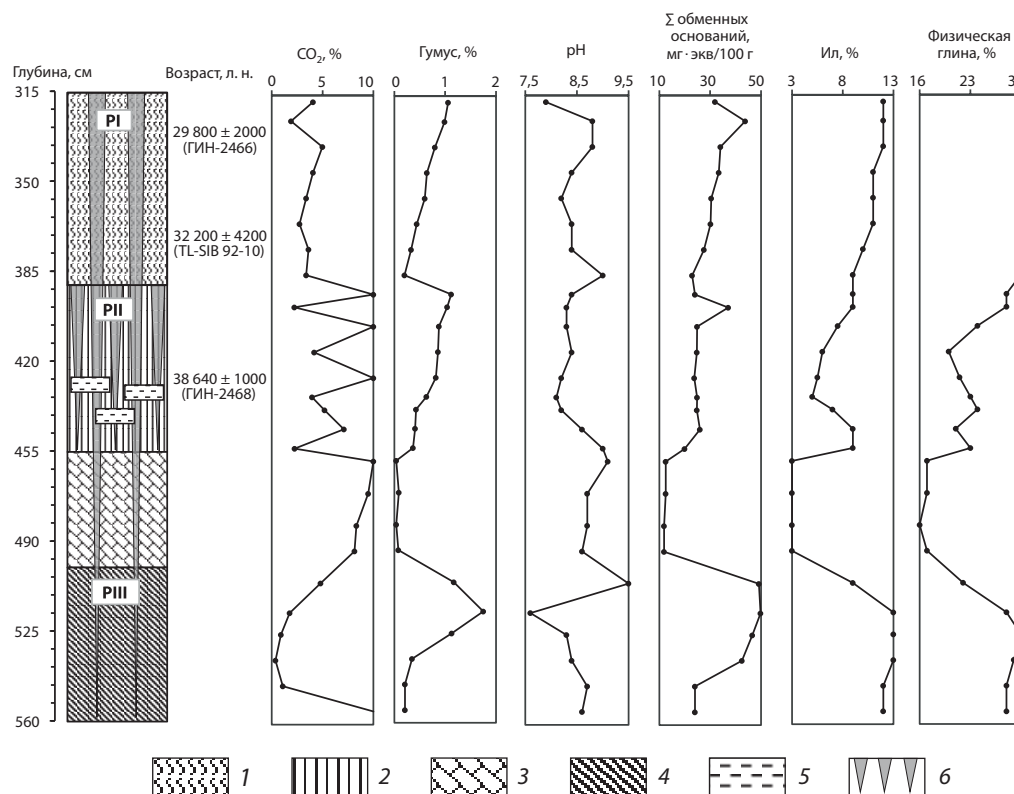 Σ обменных
оснований,
мг · экв/100 г
Физическая
глина, %
Глубина, см
Возраст, л. н.
CO₂, %
Гумус, %
pH
Ил, %
0 5 10
0 1 2
7,5 8,5 9,5
10 30 50
3 8 13
16 23
315
PI
29 800 ± 2000
(ГИН-2466)
350
32 200 ± 4200
(TL-SIB 92-10)
385
PII
420
38 640 ± 1000
(ГИН-2468)
455
490
PIII
525
560
1 2 3 4 5 6